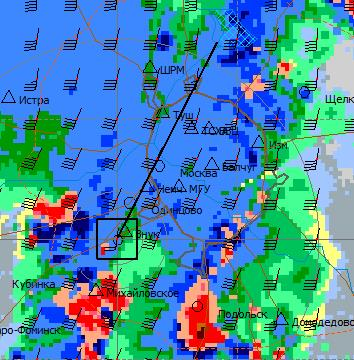 ШРМ
Истра
Щелк
Туш
Изм
Балчуг
Москва
МГУ
Одинцово
Внук
Кубинка
Михайловское
Подольск
Домодедово
аро-Фоминск